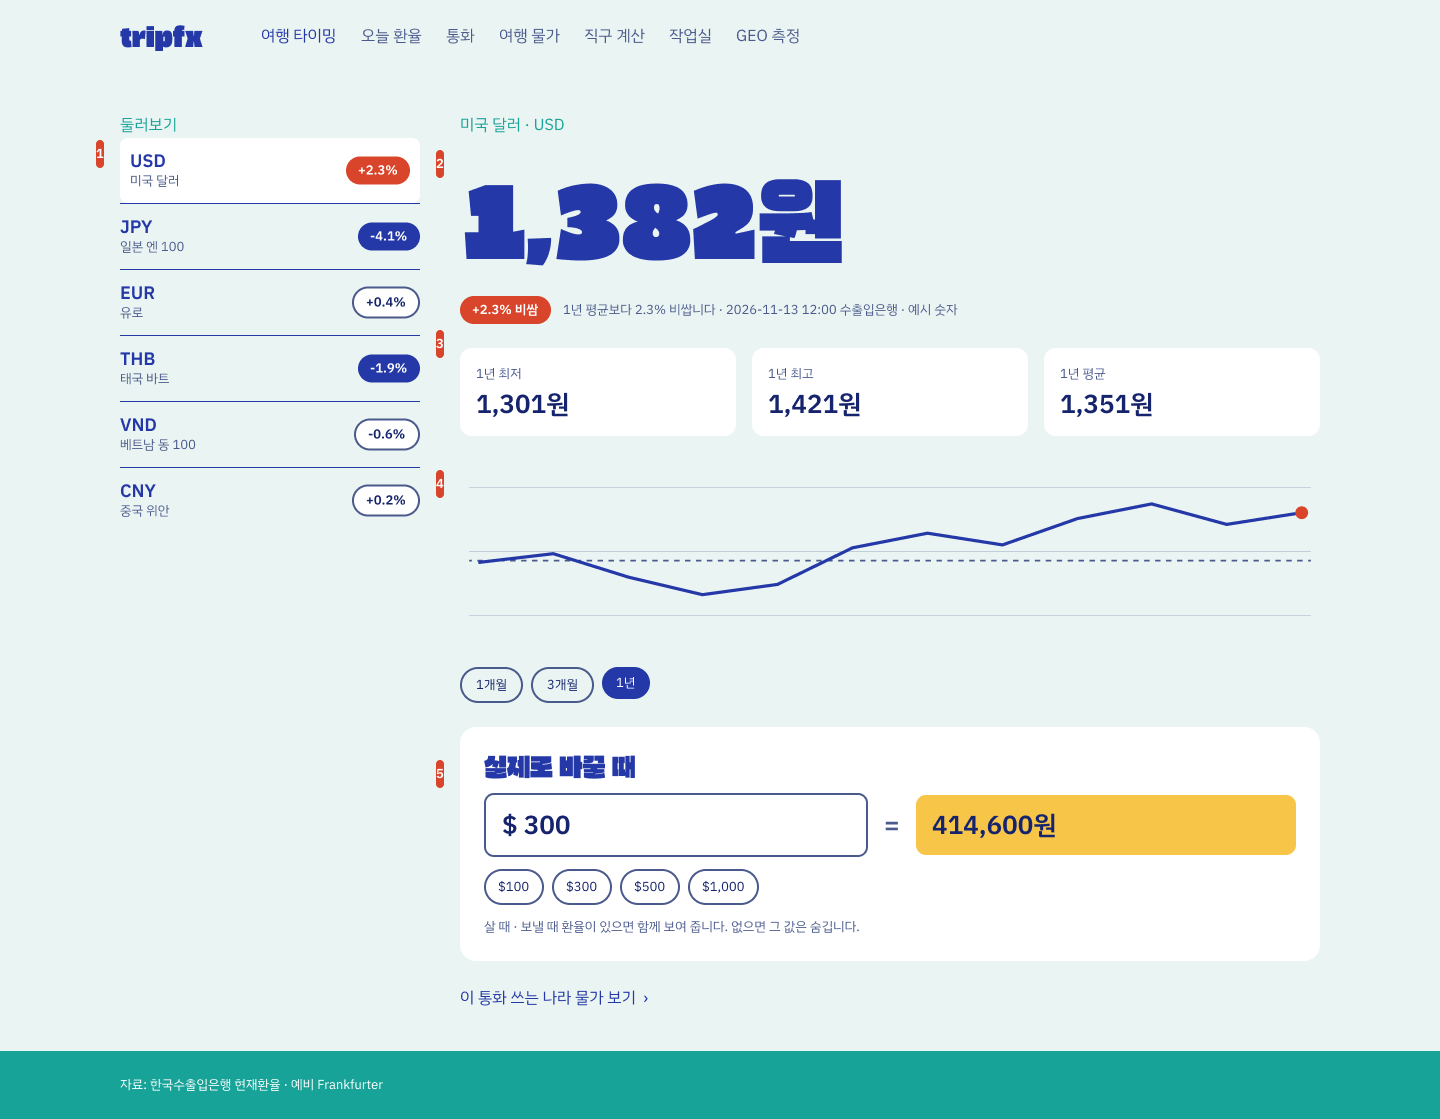 tripfx
여행 타이밍 오늘 환율 통화 여행 물가 직구 계산 작업실 GEO 측정
둘러보기
1
USD
미국 달러
+2.3%
JPY
일본 엔 100
-4.1%
EUR
유로
+0.4%
THB
태국 바트
-1.9%
VND
베트남 동 100
-0.6%
CNY
중국 위안
+0.2%
미국 달러 · USD
2
1,382원
+2.3% 비쌈 1년 평균보다 2.3% 비쌉니다 · 2026-11-13 12:00 수출입은행 · 예시 숫자
3
1년 최저
1,301원
1년 최고
1,421원
1년 평균
1,351원
4
1개월 3개월 1년
5
실제로 바꿀 때
$ 300 = 414,600원
$100 $300 $500 $1,000
살 때 · 보낼 때 환율이 있으면 함께 보여 줍니다. 없으면 그 값은 숨깁니다.
이 통화 쓰는 나라 물가 보기 ›
자료: 한국수출입은행 현재환율 · 예비 Frankfurter